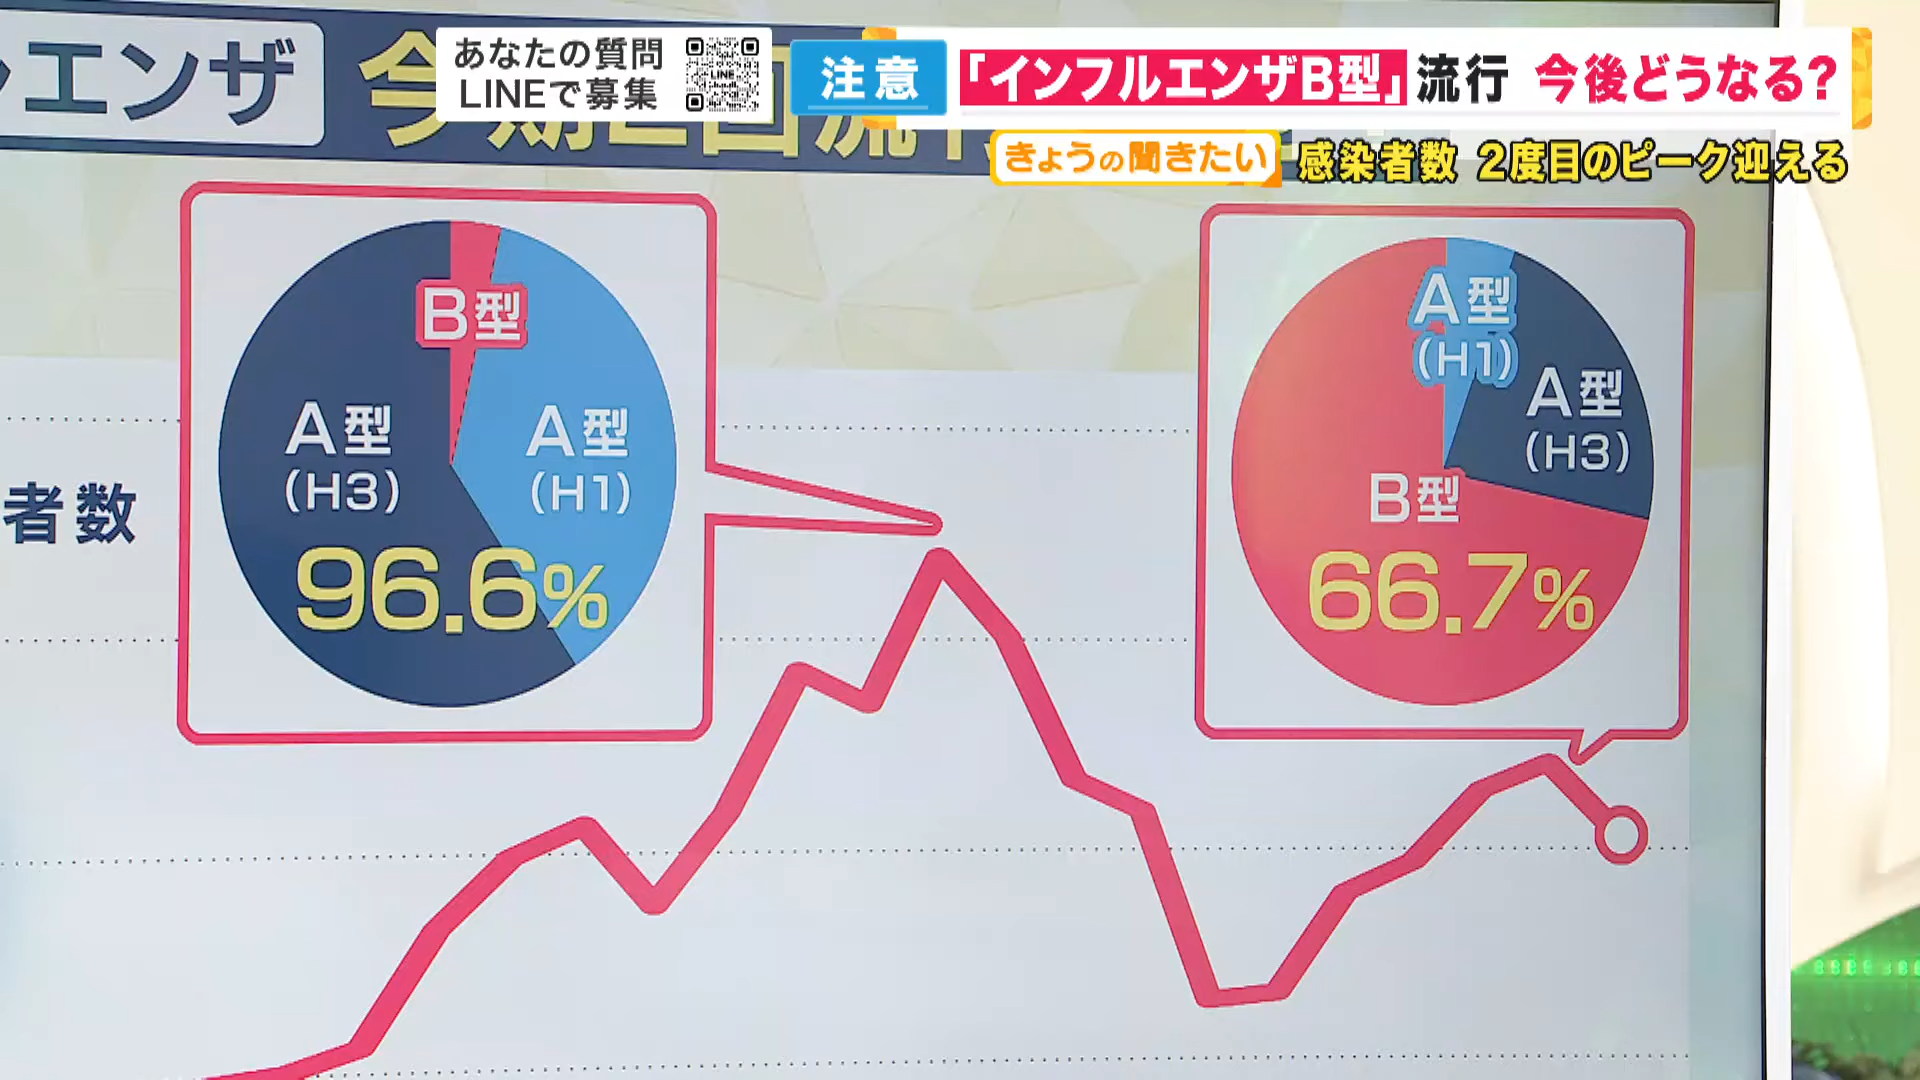 エンザ
あなたの質問
LINEで募集
LINE
注意
「インフルエンザB型」流行 今後どうなる?
きょうの聞きたい 感染者数 2度目のピーク迎える
B型
A型
(H3)
A型
(H1)
96.6%
者数
A型
(H1)
A型
(H3)
B型
66.7%